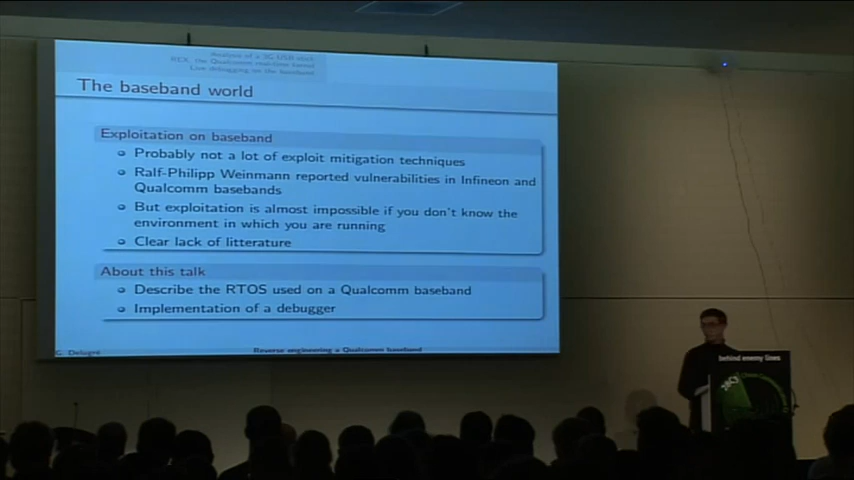 Analysis of a 3G USB stick
REX, the Qualcomm real-time kernel
Live debugging on the baseband
The baseband world
Exploitation on baseband
Probably not a lot of exploit mitigation techniques
Ralf-Philipp Weinmann reported vulnerabilities in Infineon and
Qualcomm basebands
But exploitation is almost impossible if you don't know the
environment in which you are running
Clear lack of litterature
About this talk
Describe the RTOS used on a Qualcomm baseband
Implementation of a debugger
G. Delugré
Reverse engineering a Qualcomm baseband
behind enemy lines